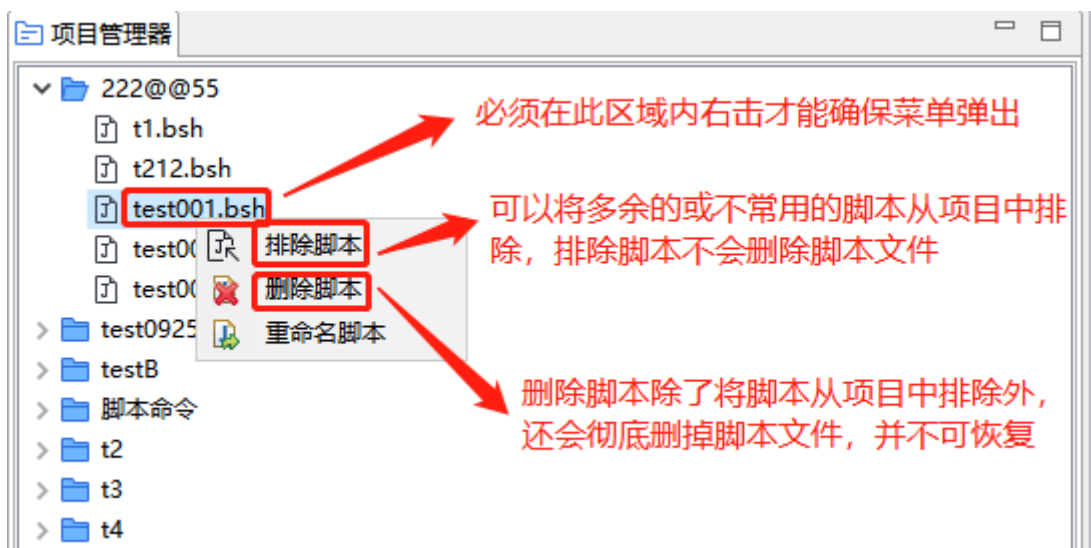 项目管理器
222@@55
必须在此区域内右击才能确保菜单弹出
t1.bsh
t212.bsh
test001.bsh
可以将多余的或不常用的脚本从项目中排
除，排除脚本不会删除脚本文件
test00
排除脚本
test00
删除脚本
test0925
重命名脚本
testB
删除脚本除了将脚本从项目中排除外，
还会彻底删掉脚本文件，并不可恢复
脚本命令
t2
t3
t4